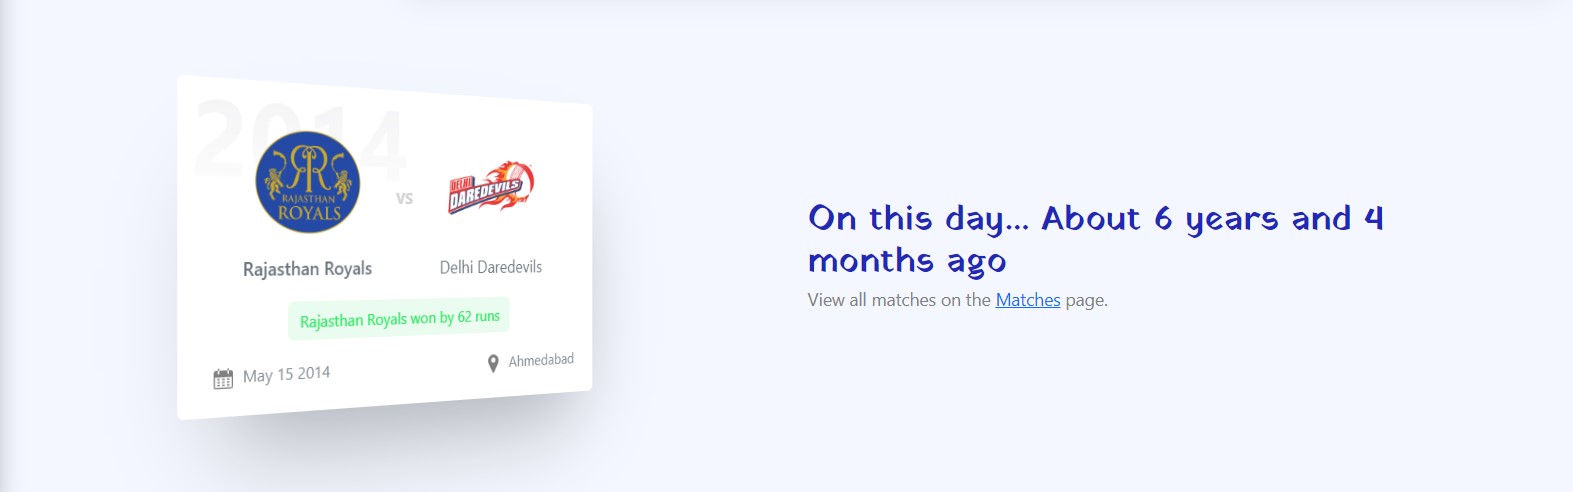 2014
RAJASTHAN
ROYALS
vs
DELHI
DAREDEVILS
Rajasthan Royals
Delhi Daredevils
Rajasthan Royals won by 62 runs
May 15 2014
Ahmedabad
On this day... About 6 years and 4
months ago
View all matches on the Matches page.